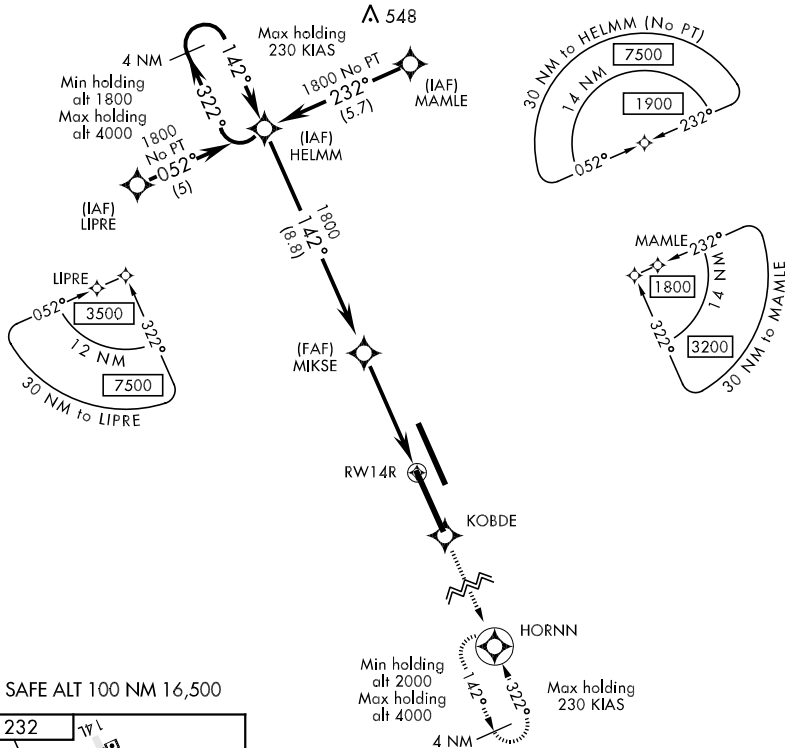 548
4 NM
142°
322°
Max holding
230 KIAS
Min holding
alt 1800
Max holding
alt 4000
1800 No PT
232°
(5.7)
(IAF)
MAMLE
(IAF)
HELMM
1800
No PT
052°
(5)
(IAF)
LIPRE
30 NM to HELMM (No PT)
7500
14 NM
1900
052°
232°
1800
142°
(8.8)
LIPRE
052°
3500
322°
12 NM
7500
30 NM to LIPRE
MAMLE
232°
1800
14 NM
322°
3200
30 NM to MAMLE
(FAF)
MIKSE
RW14R
KOBDE
HORNN
Min holding
alt 2000
Max holding
alt 4000
142°
322°
Max holding
230 KIAS
4 NM
SAFE ALT 100 NM 16,500
232
14L